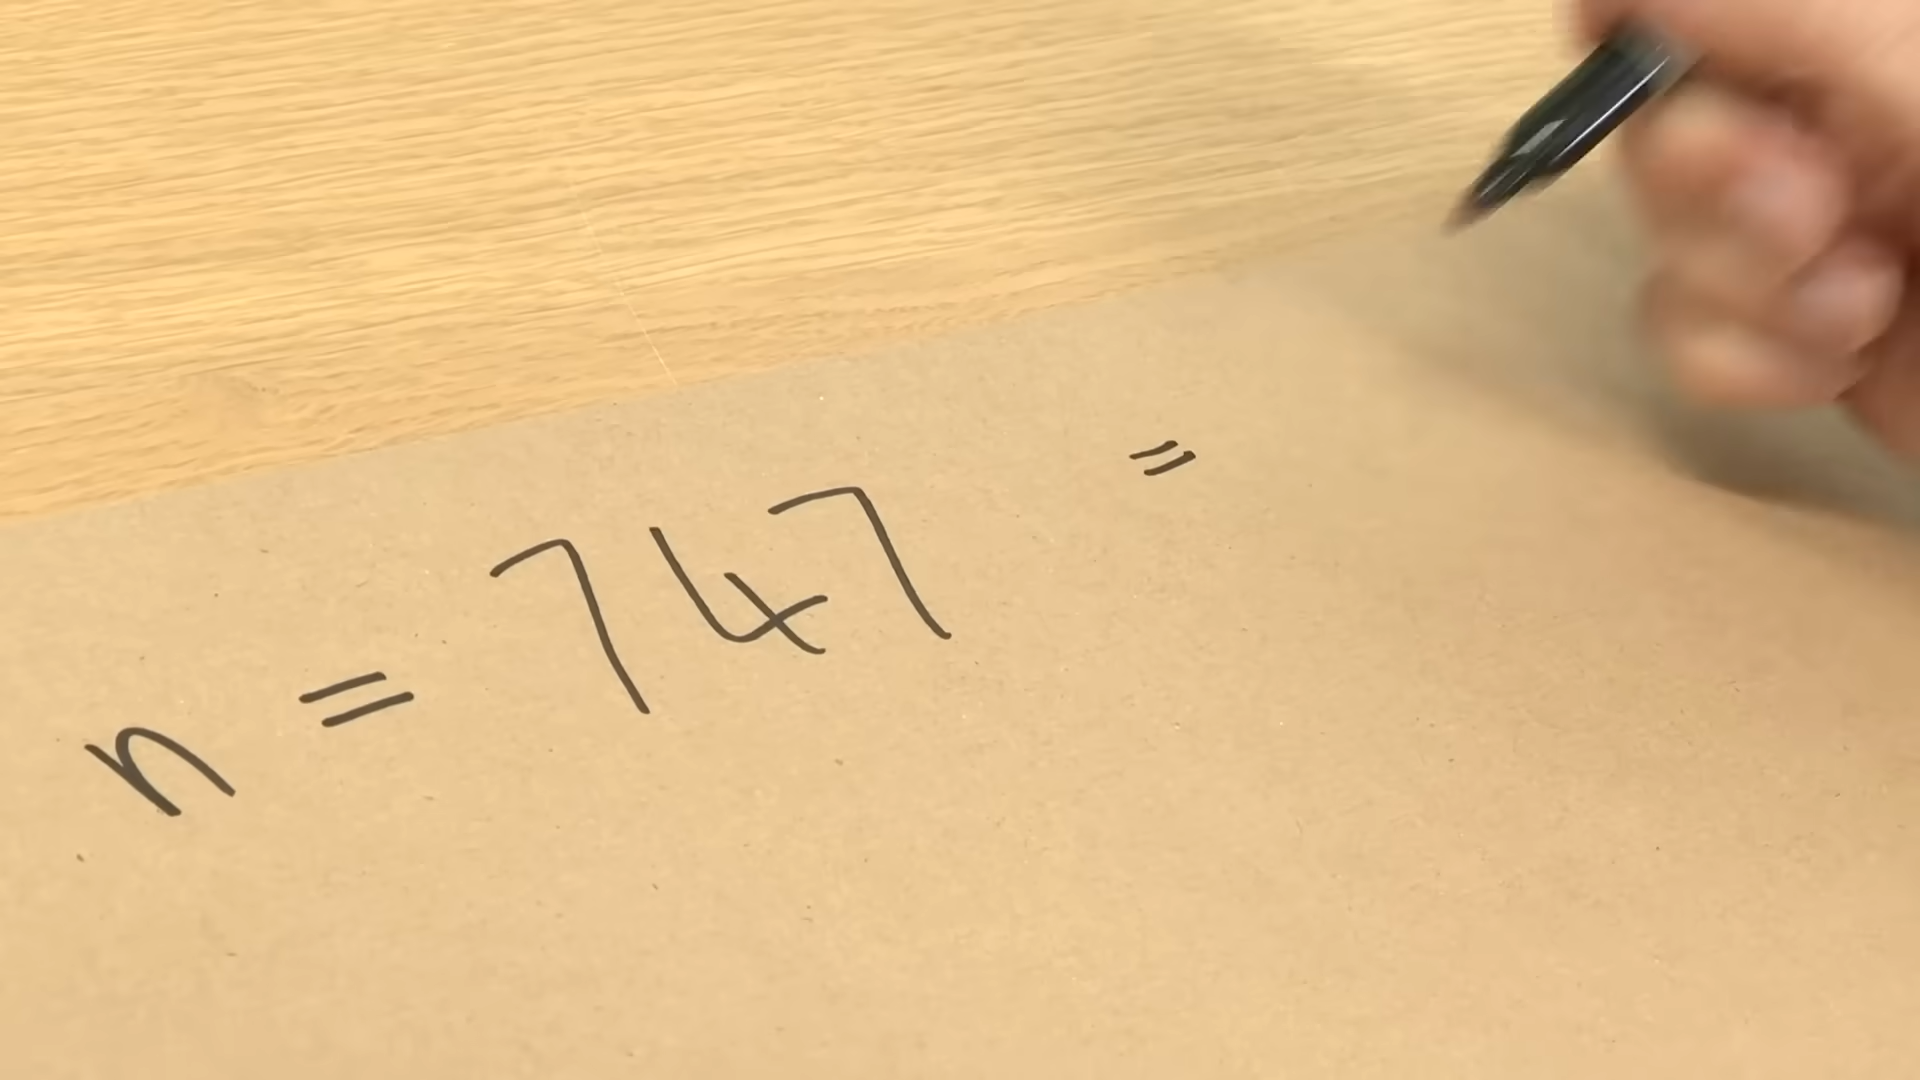 n = 747 =